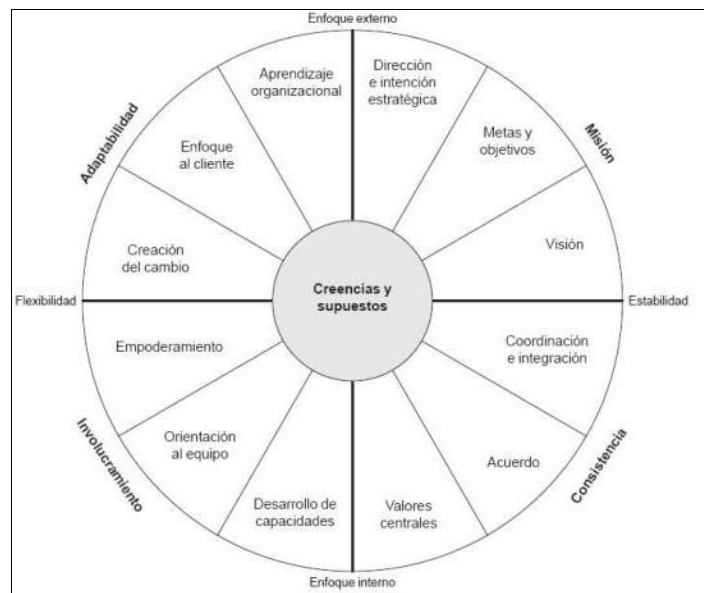 Enfoque externo
Aprendizaje
organizacional
Dirección
e intención
estratégica
Adaptabilidad
Enfoque
al cliente
Metas y
objetivos
Misión
Creación
del cambio
Visión
Creencias y
supuestos
Flexibilidad
Estabilidad
Empoderamiento
Coordinación
e integración
Orientación
al equipo
Acuerdo
Involucramiento
Consistencia
Desarrollo de
capacidades
Valores
centrales
Enfoque interno